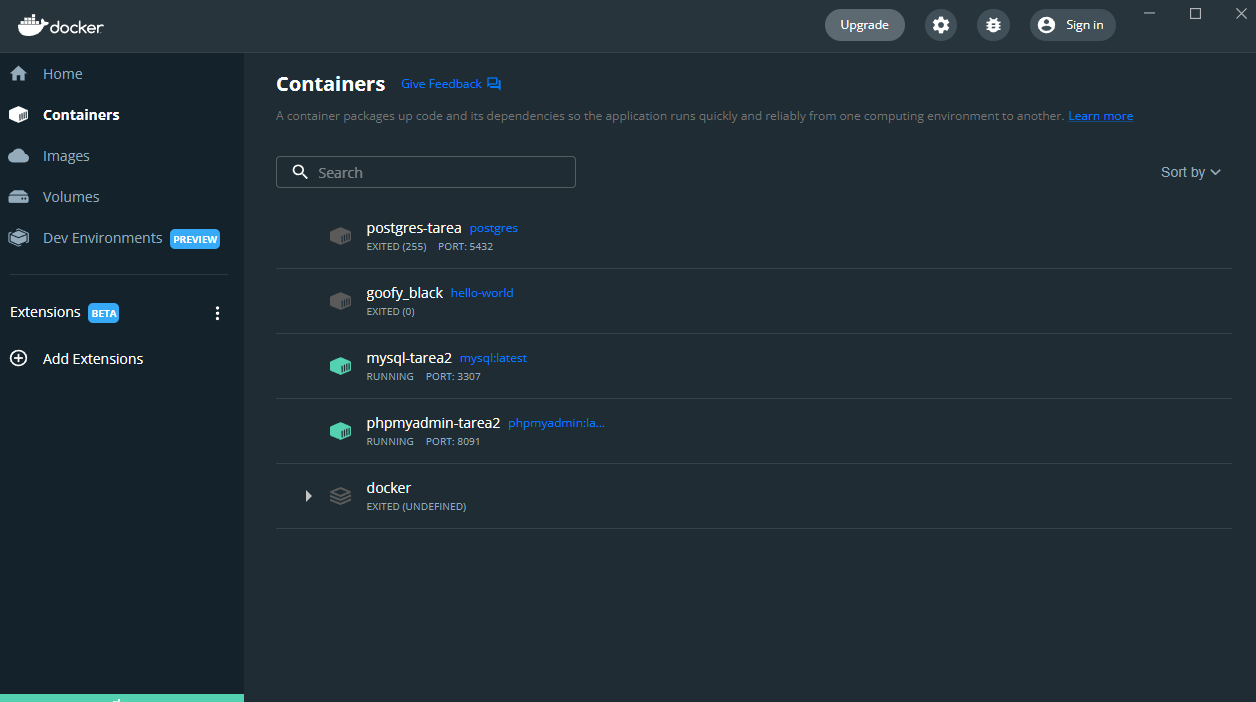 docker
Upgrade
Sign in
Home
Containers
Images
Volumes
Dev Environments PREVIEW
Extensions BETA
Add Extensions
Containers Give Feedback
A container packages up code and its dependencies so the application runs quickly and reliably from one computing environment to another. Learn more
Search
Sort by
postgres-tarea postgres
EXITED (255) PORT: 5432
goofy_black hello-world
EXITED (0)
mysql-tarea2 mysql:latest
RUNNING PORT: 3307
phpmyadmin-tarea2 phpmyadmin:la...
RUNNING PORT: 8091
docker
EXITED (UNDEFINED)